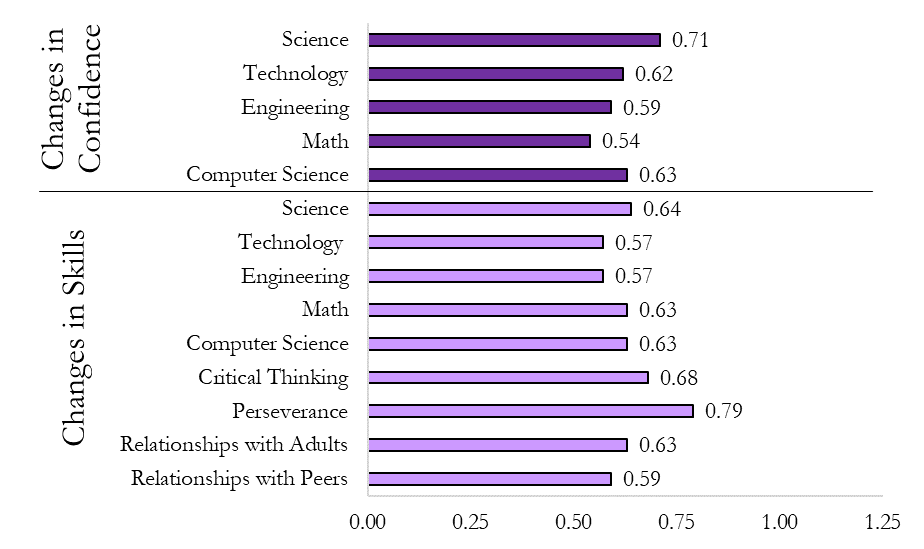 Changes in
Confidence
Science 0.71
Technology 0.62
Engineering 0.59
Math 0.54
Computer Science 0.63
Changes in Skills
Science 0.64
Technology 0.57
Engineering 0.57
Math 0.63
Computer Science 0.63
Critical Thinking 0.68
Perseverance 0.79
Relationships with Adults 0.63
Relationships with Peers 0.59
0.00 0.25 0.50 0.75 1.00 1.25